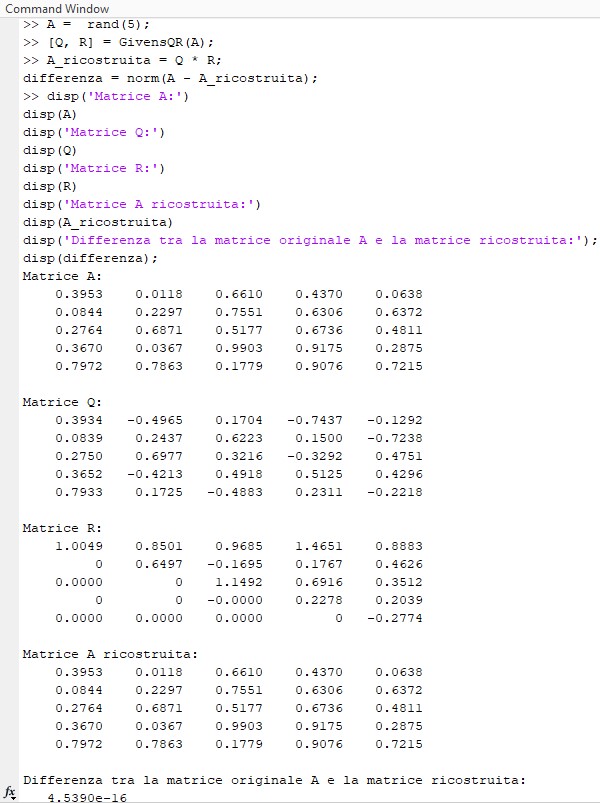 Command Window
>> A =  rand(5);
>> [Q, R] = GivensQR(A);
>> A_ricostruita = Q * R;
differenza = norm(A - A_ricostruita);
>> disp('Matrice A:')
disp(A)
disp('Matrice Q:')
disp(Q)
disp('Matrice R:')
disp(R)
disp('Matrice A ricostruita:')
disp(A_ricostruita)
disp('Differenza tra la matrice originale A e la matrice ricostruita:');
disp(differenza);
Matrice A:
0.3953 0.0118 0.6610 0.4370 0.0638
0.0844 0.2297 0.7551 0.6306 0.6372
0.2764 0.6871 0.5177 0.6736 0.4811
0.3670 0.0367 0.9903 0.9175 0.2875
0.7972 0.7863 0.1779 0.9076 0.7215
Matrice Q:
0.3934 -0.4965 0.1704 -0.7437 -0.1292
0.0839 0.2437 0.6223 0.1500 -0.7238
0.2750 0.6977 0.3216 -0.3292 0.4751
0.3652 -0.4213 0.4918 0.5125 0.4296
0.7933 0.1725 -0.4883 0.2311 -0.2218
Matrice R:
1.0049 0.8501 0.9685 1.4651 0.8883
0 0.6497 -0.1695 0.1767 0.4626
0.0000 0 1.1492 0.6916 0.3512
0 0 -0.0000 0.2278 0.2039
0.0000 0.0000 0.0000 0 -0.2774
Matrice A ricostruita:
0.3953 0.0118 0.6610 0.4370 0.0638
0.0844 0.2297 0.7551 0.6306 0.6372
0.2764 0.6871 0.5177 0.6736 0.4811
0.3670 0.0367 0.9903 0.9175 0.2875
0.7972 0.7863 0.1779 0.9076 0.7215
Differenza tra la matrice originale A e la matrice ricostruita:
fx 4.5390e-16